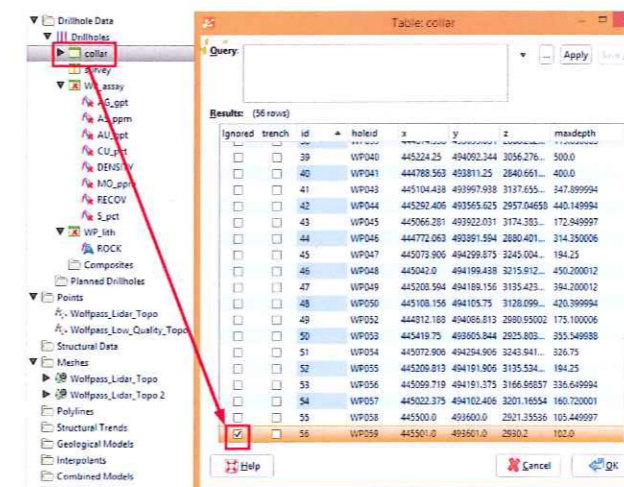 Drillhole Data
Drillholes
collar
survey
WP_assay
AG_gpt
AS_ppm
AU_gpt
CU_pct
DENSITY
MO_ppm
RECOV
S_pct
WP_lith
ROCK
Composites
Planned Drillholes
Points
Wolfpass_Lidar_Topo
Wolfpass_Low_Quality_Topo
Structural Data
Meshes
Wolfpass_Lidar_Topo
Wolfpass_Lidar_Topo 2
Polylines
Structural Trends
Geological Models
Interpolants
Combined Models
Table: collar
Query:
... Apply
Results: (56 rows)
Ignored trench id holeid x y z maxdepth
39 WP040 445224.25 494092.344 3056.276... 500.0
40 WP041 444788.563 493811.25 2840.661... 400.0
41 WP043 445104.438 493997.938 3137.655... 347.899994
42 WP044 445292.406 493565.625 2957.04658 440.149994
43 WP045 445066.281 493922.031 3174.383... 172.949997
44 WP046 444772.063 493891.594 2880.401... 314.350006
45 WP047 445073.906 494299.875 3245.004... 194.25
46 WP048 445042.0 494199.438 3215.912... 450.200012
47 WP049 445208.594 494189.156 3135.423... 394.200012
48 WP050 445108.156 494105.75 3128.099... 420.399994
49 WP052 444812.188 494086.813 2980.95002 175.100006
50 WP053 445419.75 493605.844 2925.803... 355.549988
51 WP054 445072.906 494294.906 3243.941... 326.75
52 WP055 445209.813 494191.906 3135.534... 194.25
53 WP056 445099.719 494191.375 3166.96857 336.649994
54 WP057 445022.375 494102.406 3201.16554 160.720001
55 WP058 445500.0 493600.0 2921.35536 105.449997
56 WP059 445501.0 493601.0 2930.2 102.0
Help Cancel OK